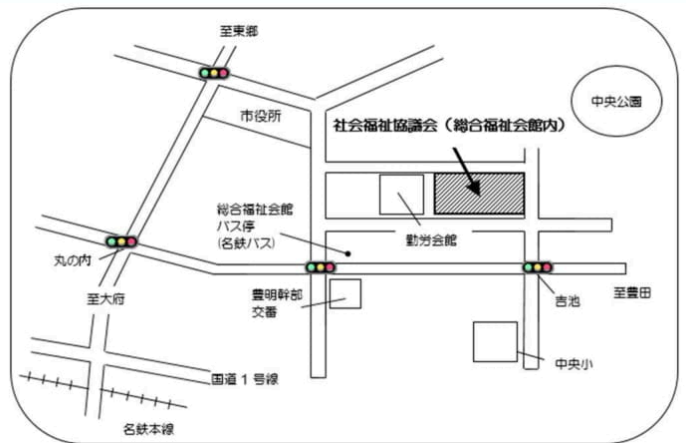 至東郷
市役所
中央公園
社会福祉協議会（総合福祉会館内）
総合福祉会館
バス停
(名鉄バス)
勤労会館
丸の内
至大府
豊明幹部
交番
吉池
至豊田
中央小
国道１号線
名鉄本線